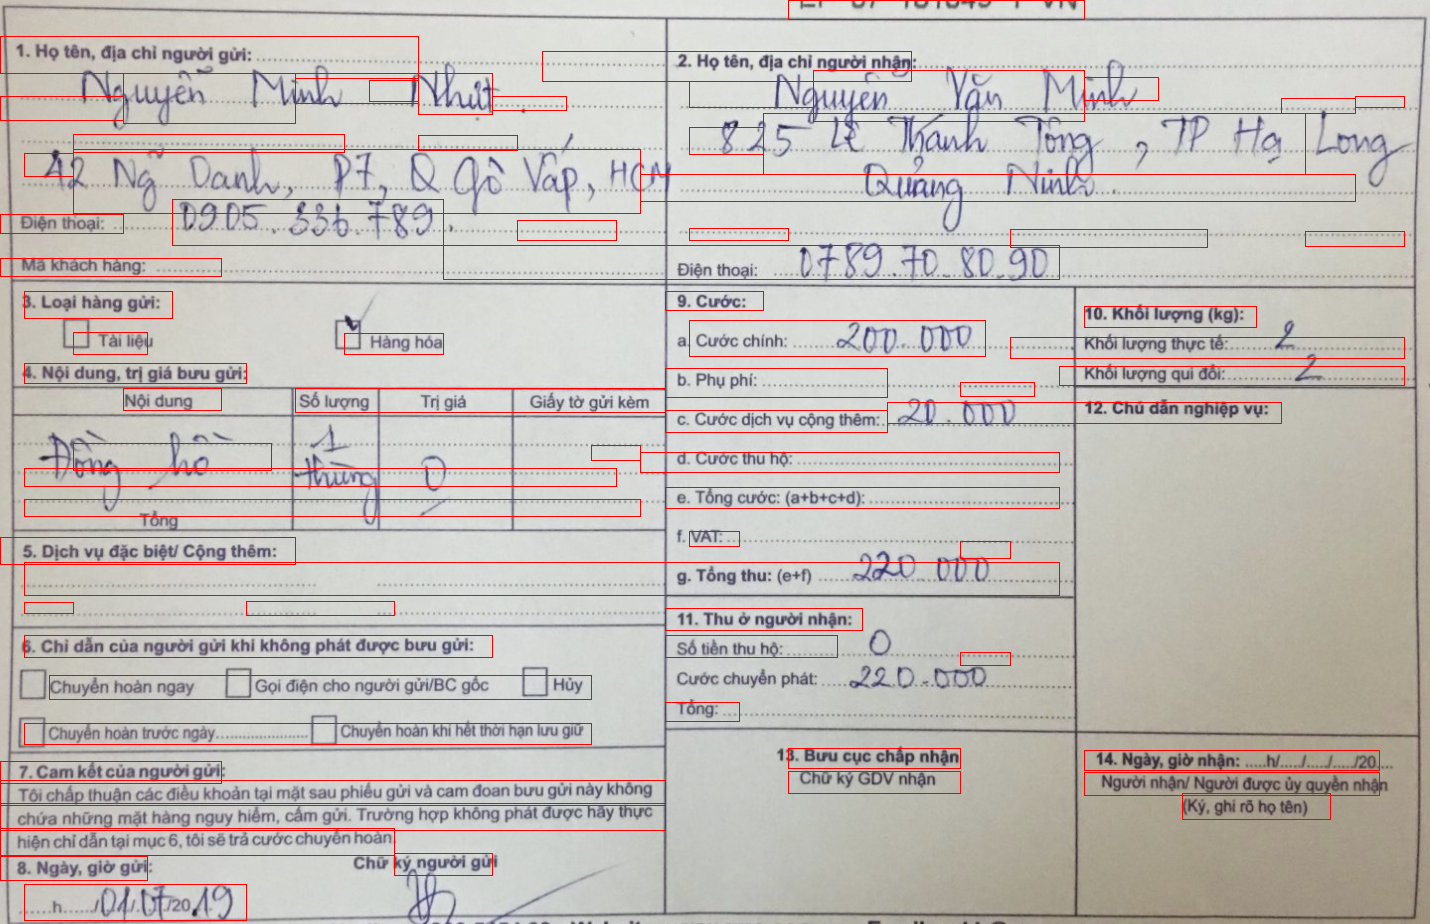 1. Họ tên, địa chỉ người gửi:
Nguyễn Minh Nhựt.
42 Ngõ Danh, P7, Q Gò Vấp, HCM
Điện thoại: 0905.336.789.
Mã khách hàng:
2. Họ tên, địa chỉ người nhận:
Nguyễn Văn Minh
825 Lê Thánh Tông, TP Hạ Long
Quảng Ninh.
Điện thoại: 0789.70.80.90
3. Loại hàng gửi:
Tài liệu Hàng hóa
4. Nội dung, trị giá bưu gửi:
Nội dung Số lượng Trị giá Giấy tờ gửi kèm
Đồng hồ 1 thùng 0
Tổng
5. Dịch vụ đặc biệt/ Cộng thêm:
6. Chỉ dẫn của người gửi khi không phát được bưu gửi:
Chuyển hoàn ngay Gọi điện cho người gửi/BC gốc Hủy
Chuyển hoàn trước ngày Chuyển hoàn khi hết thời hạn lưu giữ
7. Cam kết của người gửi:
Tôi chấp thuận các điều khoản tại mặt sau phiếu gửi và cam đoan bưu gửi này không
chứa những mặt hàng nguy hiểm, cấm gửi. Trường hợp không phát được hãy thực
hiện chỉ dẫn tại mục 6, tôi sẽ trả cước chuyển hoàn.
8. Ngày, giờ gửi: Chữ ký người gửi
......h....../01/07/2019
9. Cước:
a. Cước chính: 200.000
b. Phụ phí:
c. Cước dịch vụ cộng thêm: 20.000
d. Cước thu hộ:
e. Tổng cước: (a+b+c+d):
f. VAT:
g. Tổng thu: (e+f) 220.000
10. Khối lượng (kg):
Khối lượng thực tế: 2
Khối lượng qui đổi: 2
11. Thu ở người nhận:
Số tiền thu hộ: 0
Cước chuyển phát: 220.000
Tổng:
12. Chú dẫn nghiệp vụ:
13. Bưu cục chấp nhận
Chữ ký GDV nhận
14. Ngày, giờ nhận: .....h/...../...../...../20....
Người nhận/ Người được ủy quyền nhận
(Ký, ghi rõ họ tên)